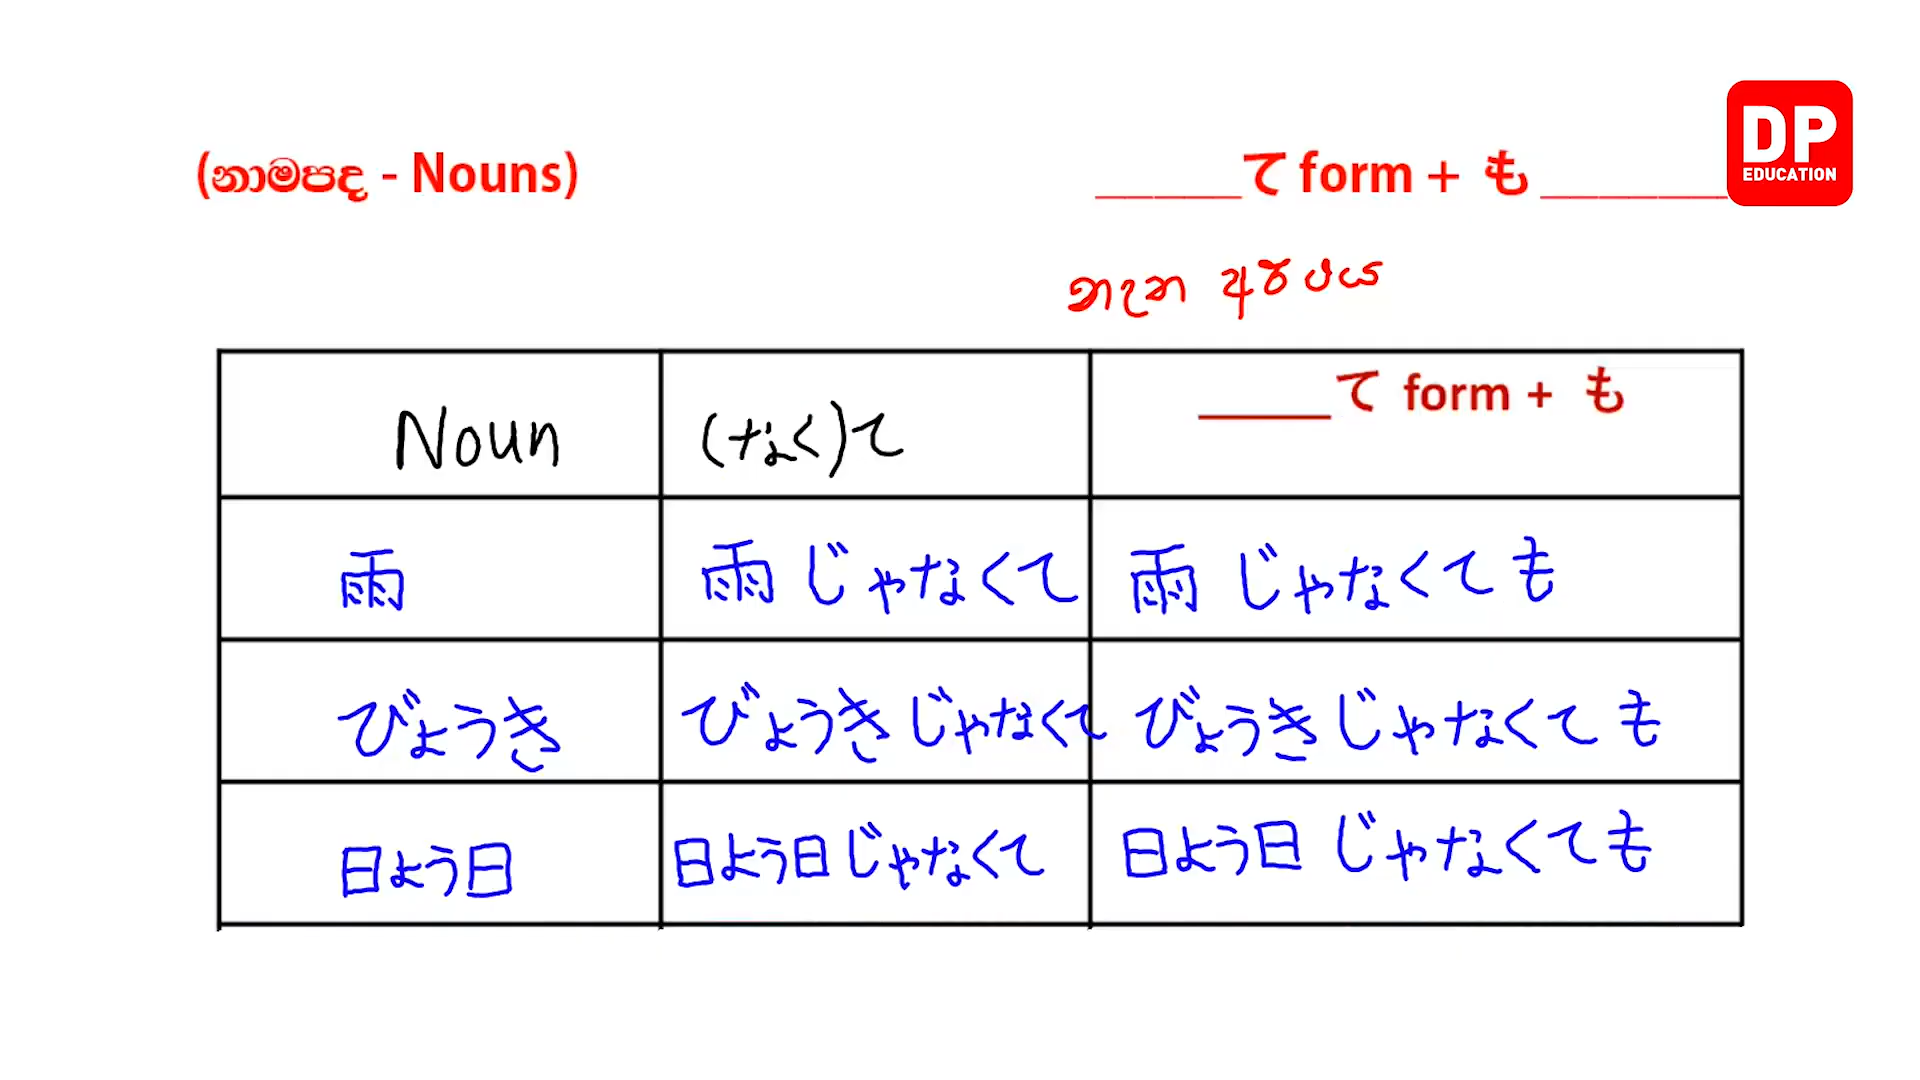 (නාමපද - Nouns)
_____て form + も ______
DP
EDUCATION
නැත අර්ථය
Noun (なく)て _____て form + も
雨 雨じゃなくて 雨じゃなくても
びょうき びょうきじゃなくて びょうきじゃなくても
日よう日 日よう日じゃなくて 日よう日じゃなくても